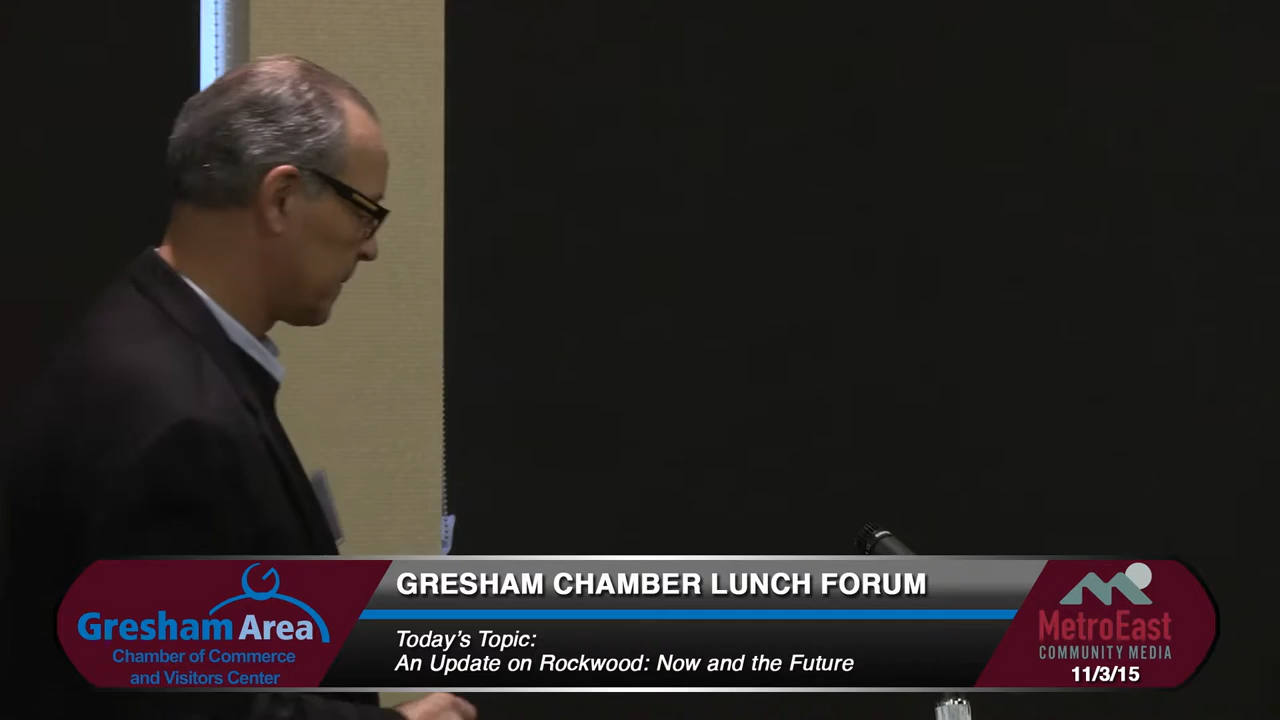 GRESHAM CHAMBER LUNCH FORUM
Gresham Area
Chamber of Commerce
and Visitors Center
Today's Topic:
An Update on Rockwood: Now and the Future
MetroEast
COMMUNITY MEDIA
11/3/15